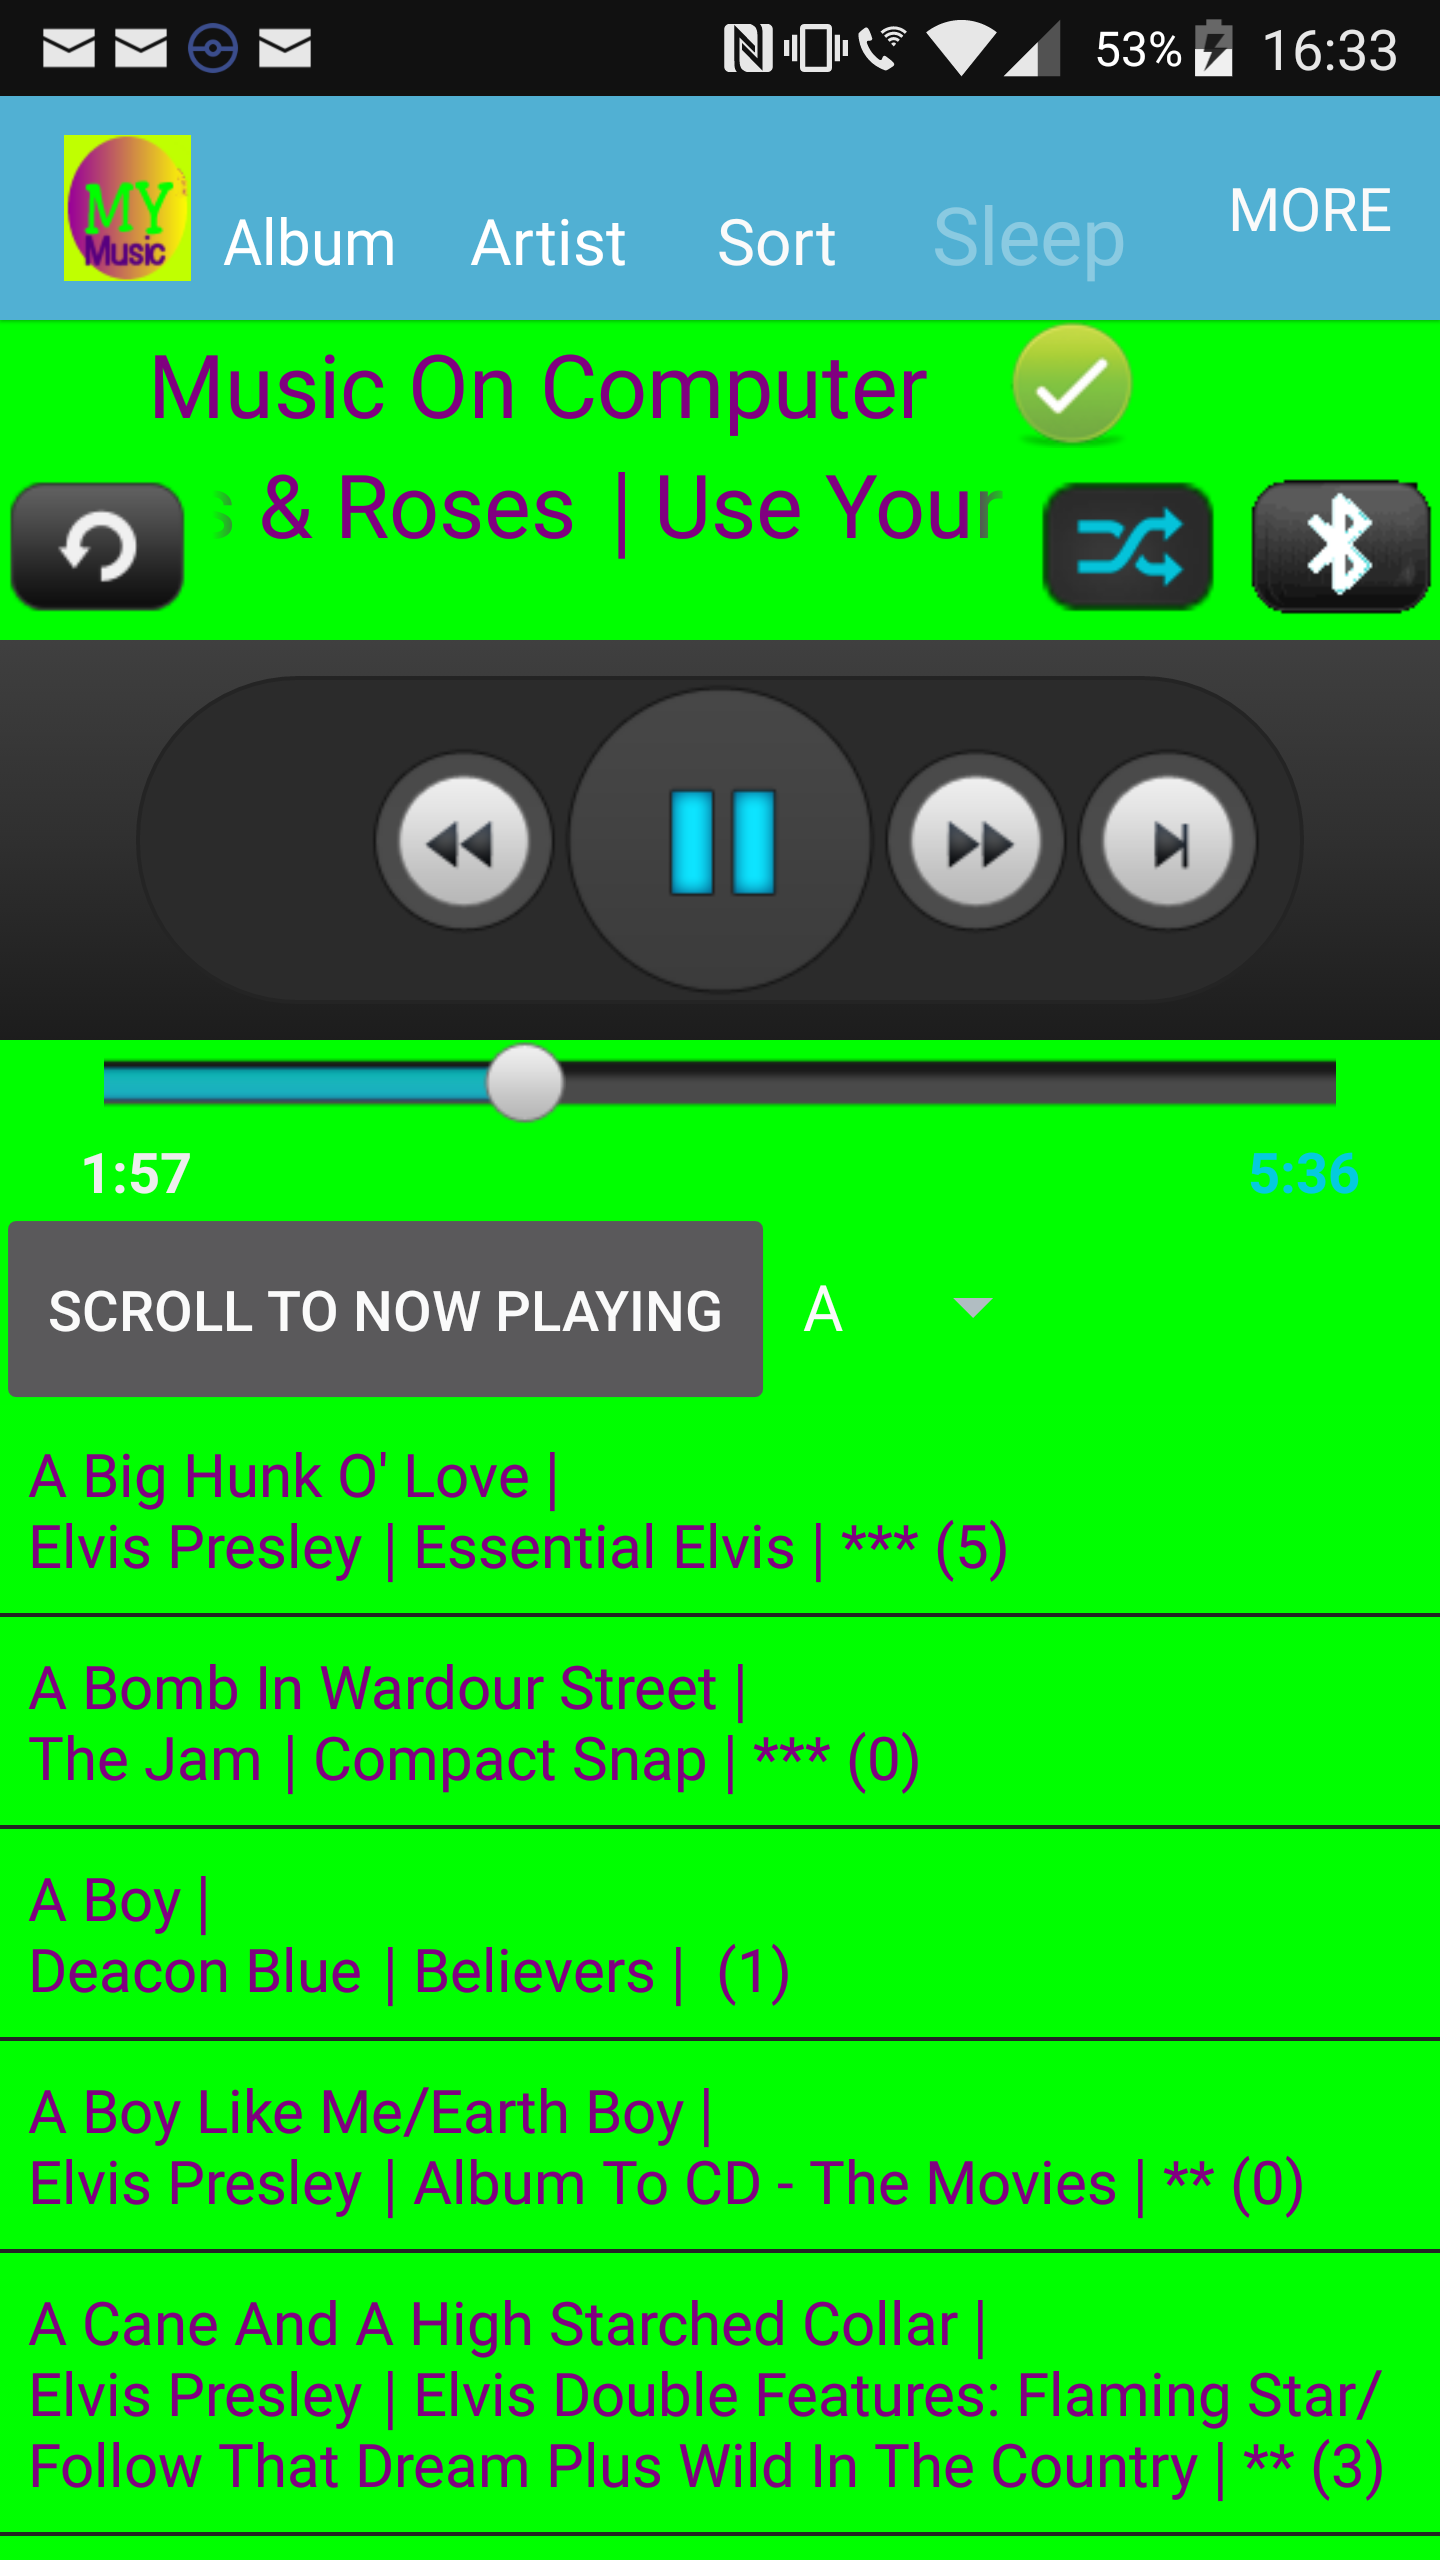 53% 16:33
MY
Music
Album Artist Sort Sleep MORE
Music On Computer
s & Roses | Use Your
1:57 5:36
SCROLL TO NOW PLAYING A
A Big Hunk O' Love |
Elvis Presley | Essential Elvis | *** (5)
A Bomb In Wardour Street |
The Jam | Compact Snap | *** (0)
A Boy |
Deacon Blue | Believers | (1)
A Boy Like Me/Earth Boy |
Elvis Presley | Album To CD - The Movies | ** (0)
A Cane And A High Starched Collar |
Elvis Presley | Elvis Double Features: Flaming Star/
Follow That Dream Plus Wild In The Country | ** (3)